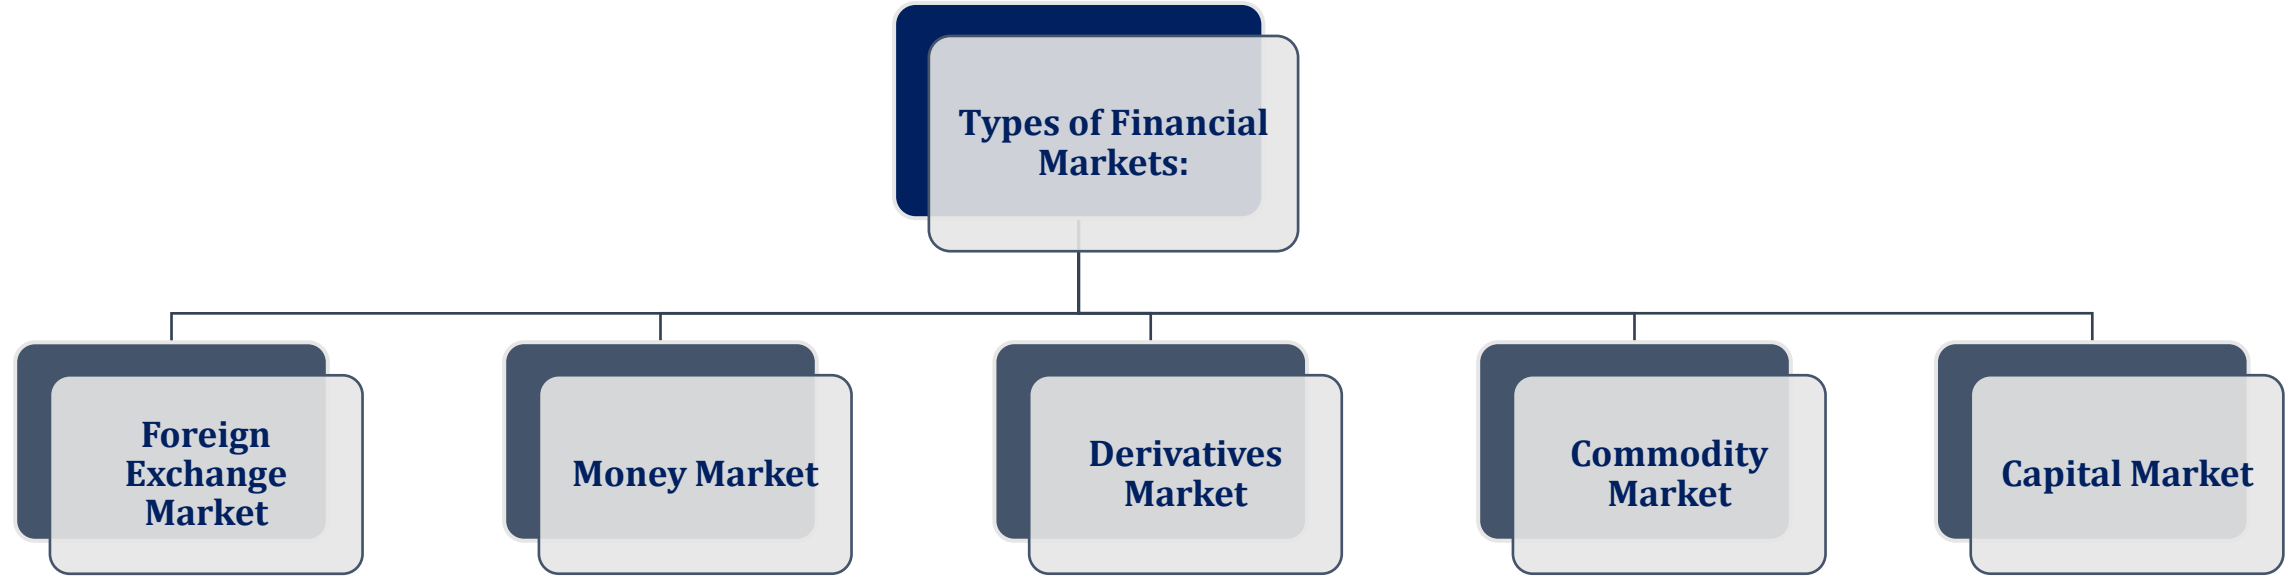 Types of Financial
Markets:
Foreign
Exchange
Market
Money Market
Derivatives
Market
Commodity
Market
Capital Market